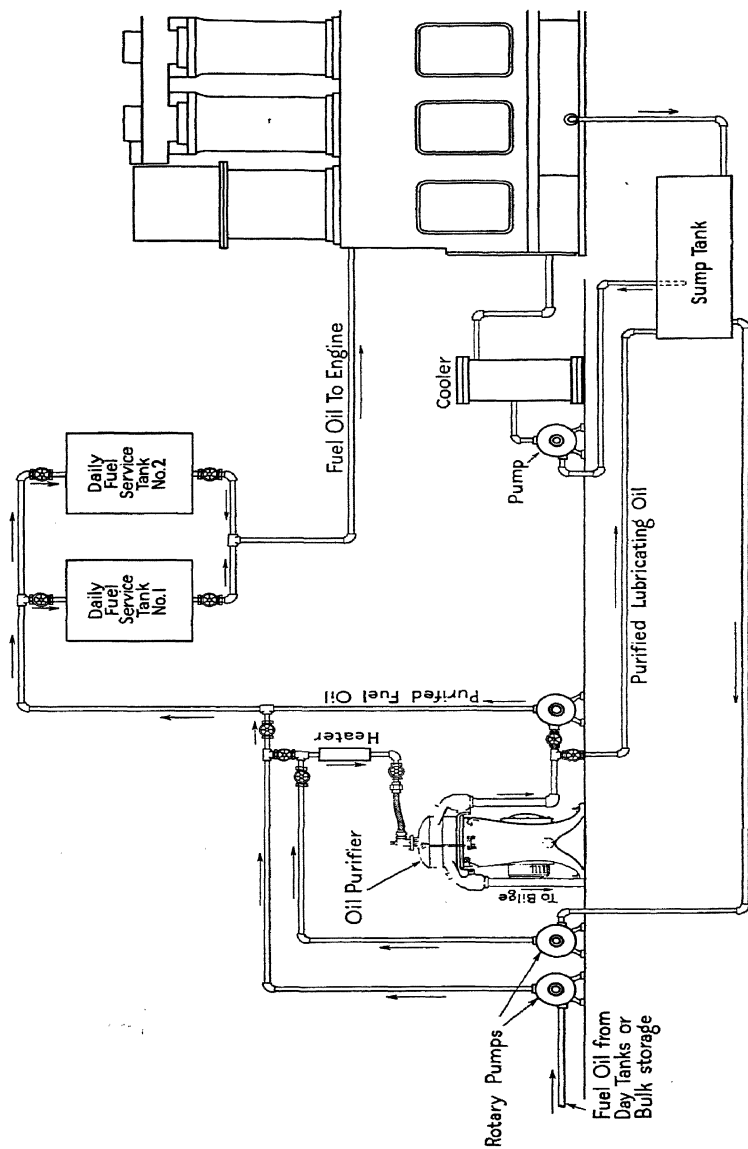 Daily
Fuel
Service
Tank
No.1
Daily
Fuel
Service
Tank
No.2
Fuel Oil To Engine
Purifed Fuel Oil
Heater
Oil Purifier
To Bilge
Cooler
Pump
Sump Tank
Purified Lubricating Oil
Rotary Pumps
Fuel Oil from
Day Tanks or
Bulk storage